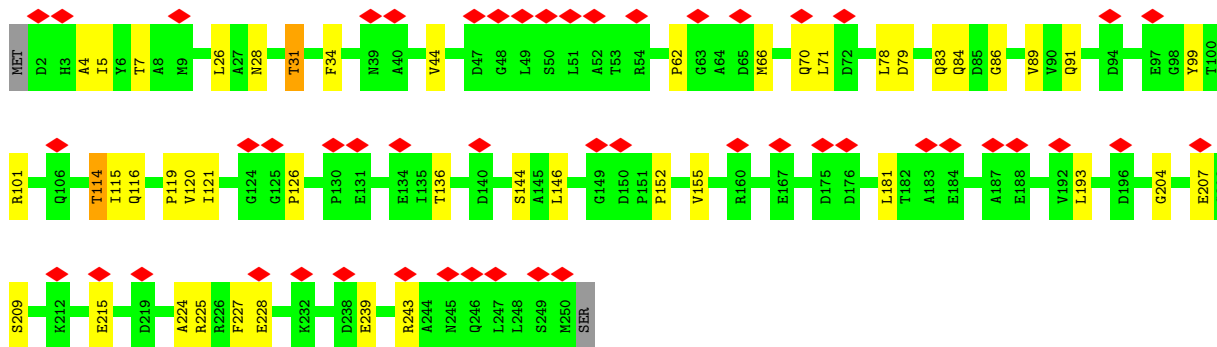 MET D2 H3 A4 I5 Y6 T7 A8 M9 L26 A27 N28 T31 F34 N39 A40 V44 D47 G48 L49 S50 L51 A52 T53 R54 P62 G63 A64 D65 M66 Q70 L71 D72 L78 D79 Q83 Q84 D85 G86 V89 V90 Q91 D94 E97 G98 Y99 T100
R101 Q106 T114 I115 Q116 P119 V120 I121 G124 G125 P126 P130 E131 E134 I135 T136 D140 S144 A145 L146 G149 D150 P151 P152 V155 R160 E167 D175 D176 L181 T182 A183 E184 A187 E188 V192 L193 D196 G204 E207
S209 K212 E215 D219 A224 R225 R226 F227 E228 K232 D238 E239 R243 A244 N245 Q246 L247 L248 S249 M250 SER